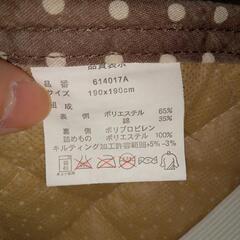 品質表示
品番 614017A
サイズ 190x190cm
組成
表側 ポリエステル 65%
綿 35%
裏側 ポリプロピレン
詰めもの ポリエステル 100%
キルティング加工許容範囲+5%-3%